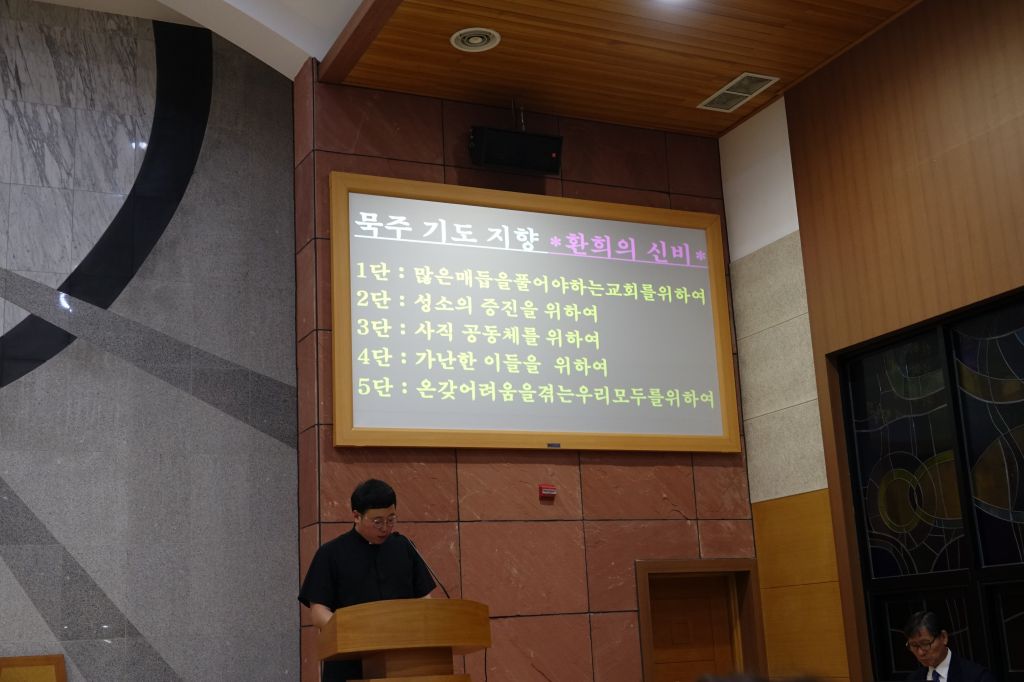 묵주 기도 지향 *환희의 신비*
1단 : 많은매듭을풀어야하는교회를위하여
2단 : 성소의 증진을 위하여
3단 : 사직 공동체를 위하여
4단 : 가난한 이들을 위하여
5단 : 온갖어려움을겪는우리모두를위하여